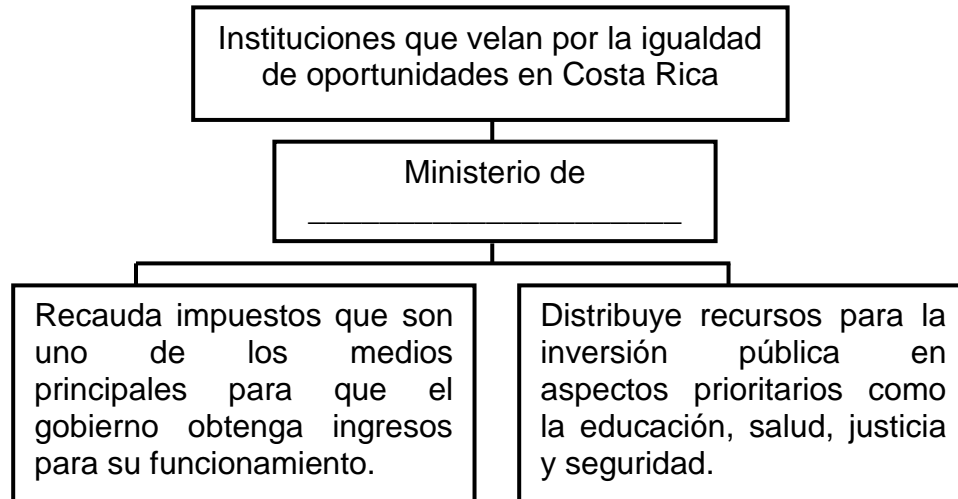 Instituciones que velan por la igualdad
de oportunidades en Costa Rica
Ministerio de
_____________________
Recauda impuestos que son
uno de los medios
principales para que el
gobierno obtenga ingresos
para su funcionamiento.
Distribuye recursos para la
inversión pública en
aspectos prioritarios como
la educación, salud, justicia
y seguridad.